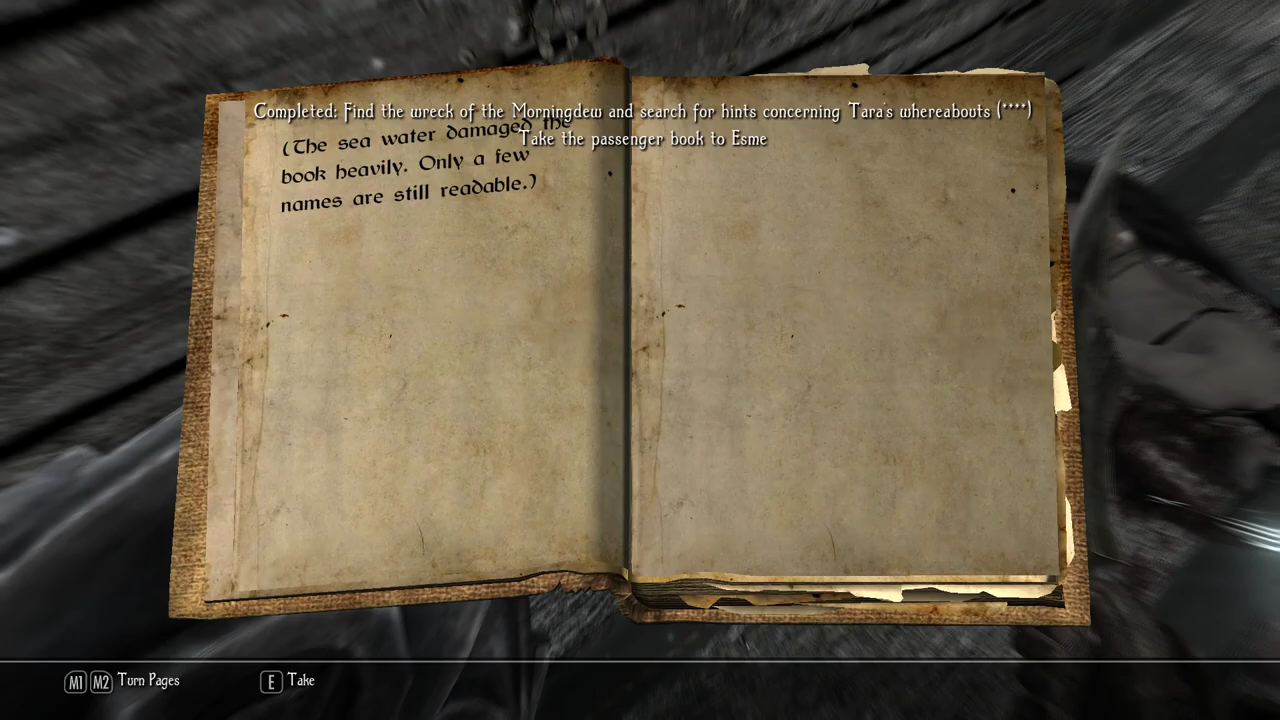 Completed: Find the wreck of the Morningdew and search for hints concerning Tara's whereabouts (****)
Take the passenger book to Esme
(The sea water damaged the
book heavily. Only a few
names are still readable.)
M1 M2 Turn Pages
E Take